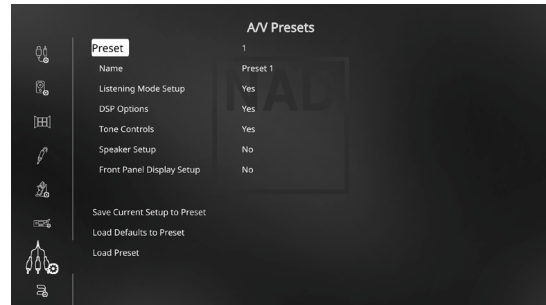 A/V Presets
Preset 1
Name Preset 1
Listening Mode Setup Yes
DSP Options Yes
Tone Controls Yes
Speaker Setup No
Front Panel Display Setup No
Save Current Setup to Preset
Load Defaults to Preset
Load Preset
NAD